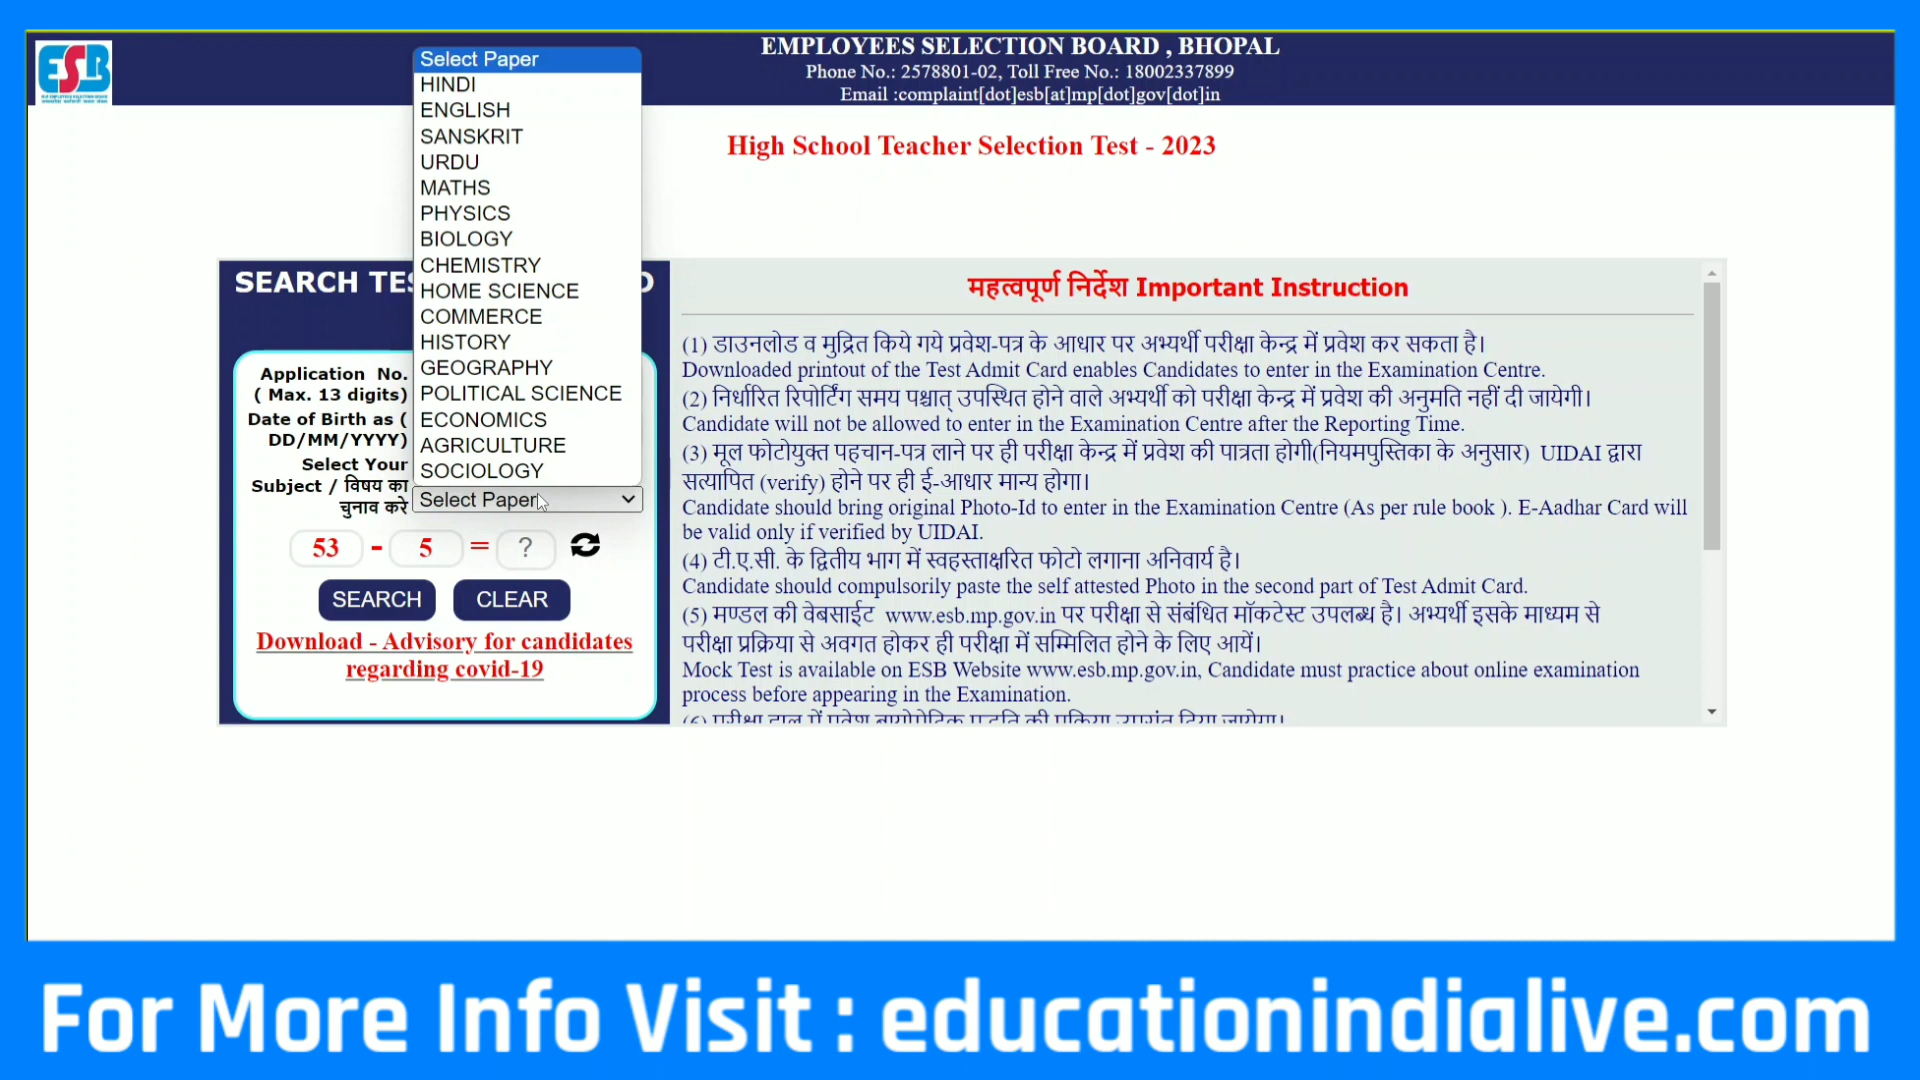 ESB
EMPLOYEES SELECTION BOARD , BHOPAL
Phone No.: 2578801-02, Toll Free No.: 18002337899
Email :complaint[dot]esb[at]mp[dot]gov[dot]in
High School Teacher Selection Test - 2023
Select Paper
HINDI
ENGLISH
SANSKRIT
URDU
MATHS
PHYSICS
BIOLOGY
CHEMISTRY
HOME SCIENCE
COMMERCE
HISTORY
GEOGRAPHY
POLITICAL SCIENCE
ECONOMICS
AGRICULTURE
SOCIOLOGY
SEARCH
Application No.
( Max. 13 digits)
Date of Birth as (
DD/MM/YYYY)
Select Your
Subject / विषय का
चुनाव करे
Select Paper
53 - 5 = ?
SEARCH CLEAR
Download - Advisory for candidates
regarding covid-19
महत्वपूर्ण निर्देश Important Instruction
(1) डाउनलोड व मुद्रित किये गये प्रवेश-पत्र के आधार पर अभ्यर्थी परीक्षा केन्द्र में प्रवेश कर सकता है।
Downloaded printout of the Test Admit Card enables Candidates to enter in the Examination Centre.
(2) निर्धारित रिपोर्टिंग समय पश्चात् उपस्थित होने वाले अभ्यर्थी को परीक्षा केन्द्र में प्रवेश की अनुमति नहीं दी जायेगी।
Candidate will not be allowed to enter in the Examination Centre after the Reporting Time.
(3) मूल फोटोयुक्त पहचान-पत्र लाने पर ही परीक्षा केन्द्र में प्रवेश की पात्रता होगी(नियमपुस्तिका के अनुसार) UIDAI द्वारा
सत्यापित (verify) होने पर ही ई-आधार मान्य होगा।
Candidate should bring original Photo-Id to enter in the Examination Centre (As per rule book ). E-Aadhar Card will
be valid only if verified by UIDAI.
(4) टी.ए.सी. के द्वितीय भाग में स्वहस्ताक्षरित फोटो लगाना अनिवार्य है।
Candidate should compulsorily paste the self attested Photo in the second part of Test Admit Card.
(5) मण्डल की वेबसाईट www.esb.mp.gov.in पर परीक्षा से संबंधित मॉकटेस्ट उपलब्ध है। अभ्यर्थी इसके माध्यम से
परीक्षा प्रक्रिया से अवगत होकर ही परीक्षा में सम्मिलित होने के लिए आयें।
Mock Test is available on ESB Website www.esb.mp.gov.in, Candidate must practice about online examination
process before appearing in the Examination.
For More Info Visit : educationindialive.com